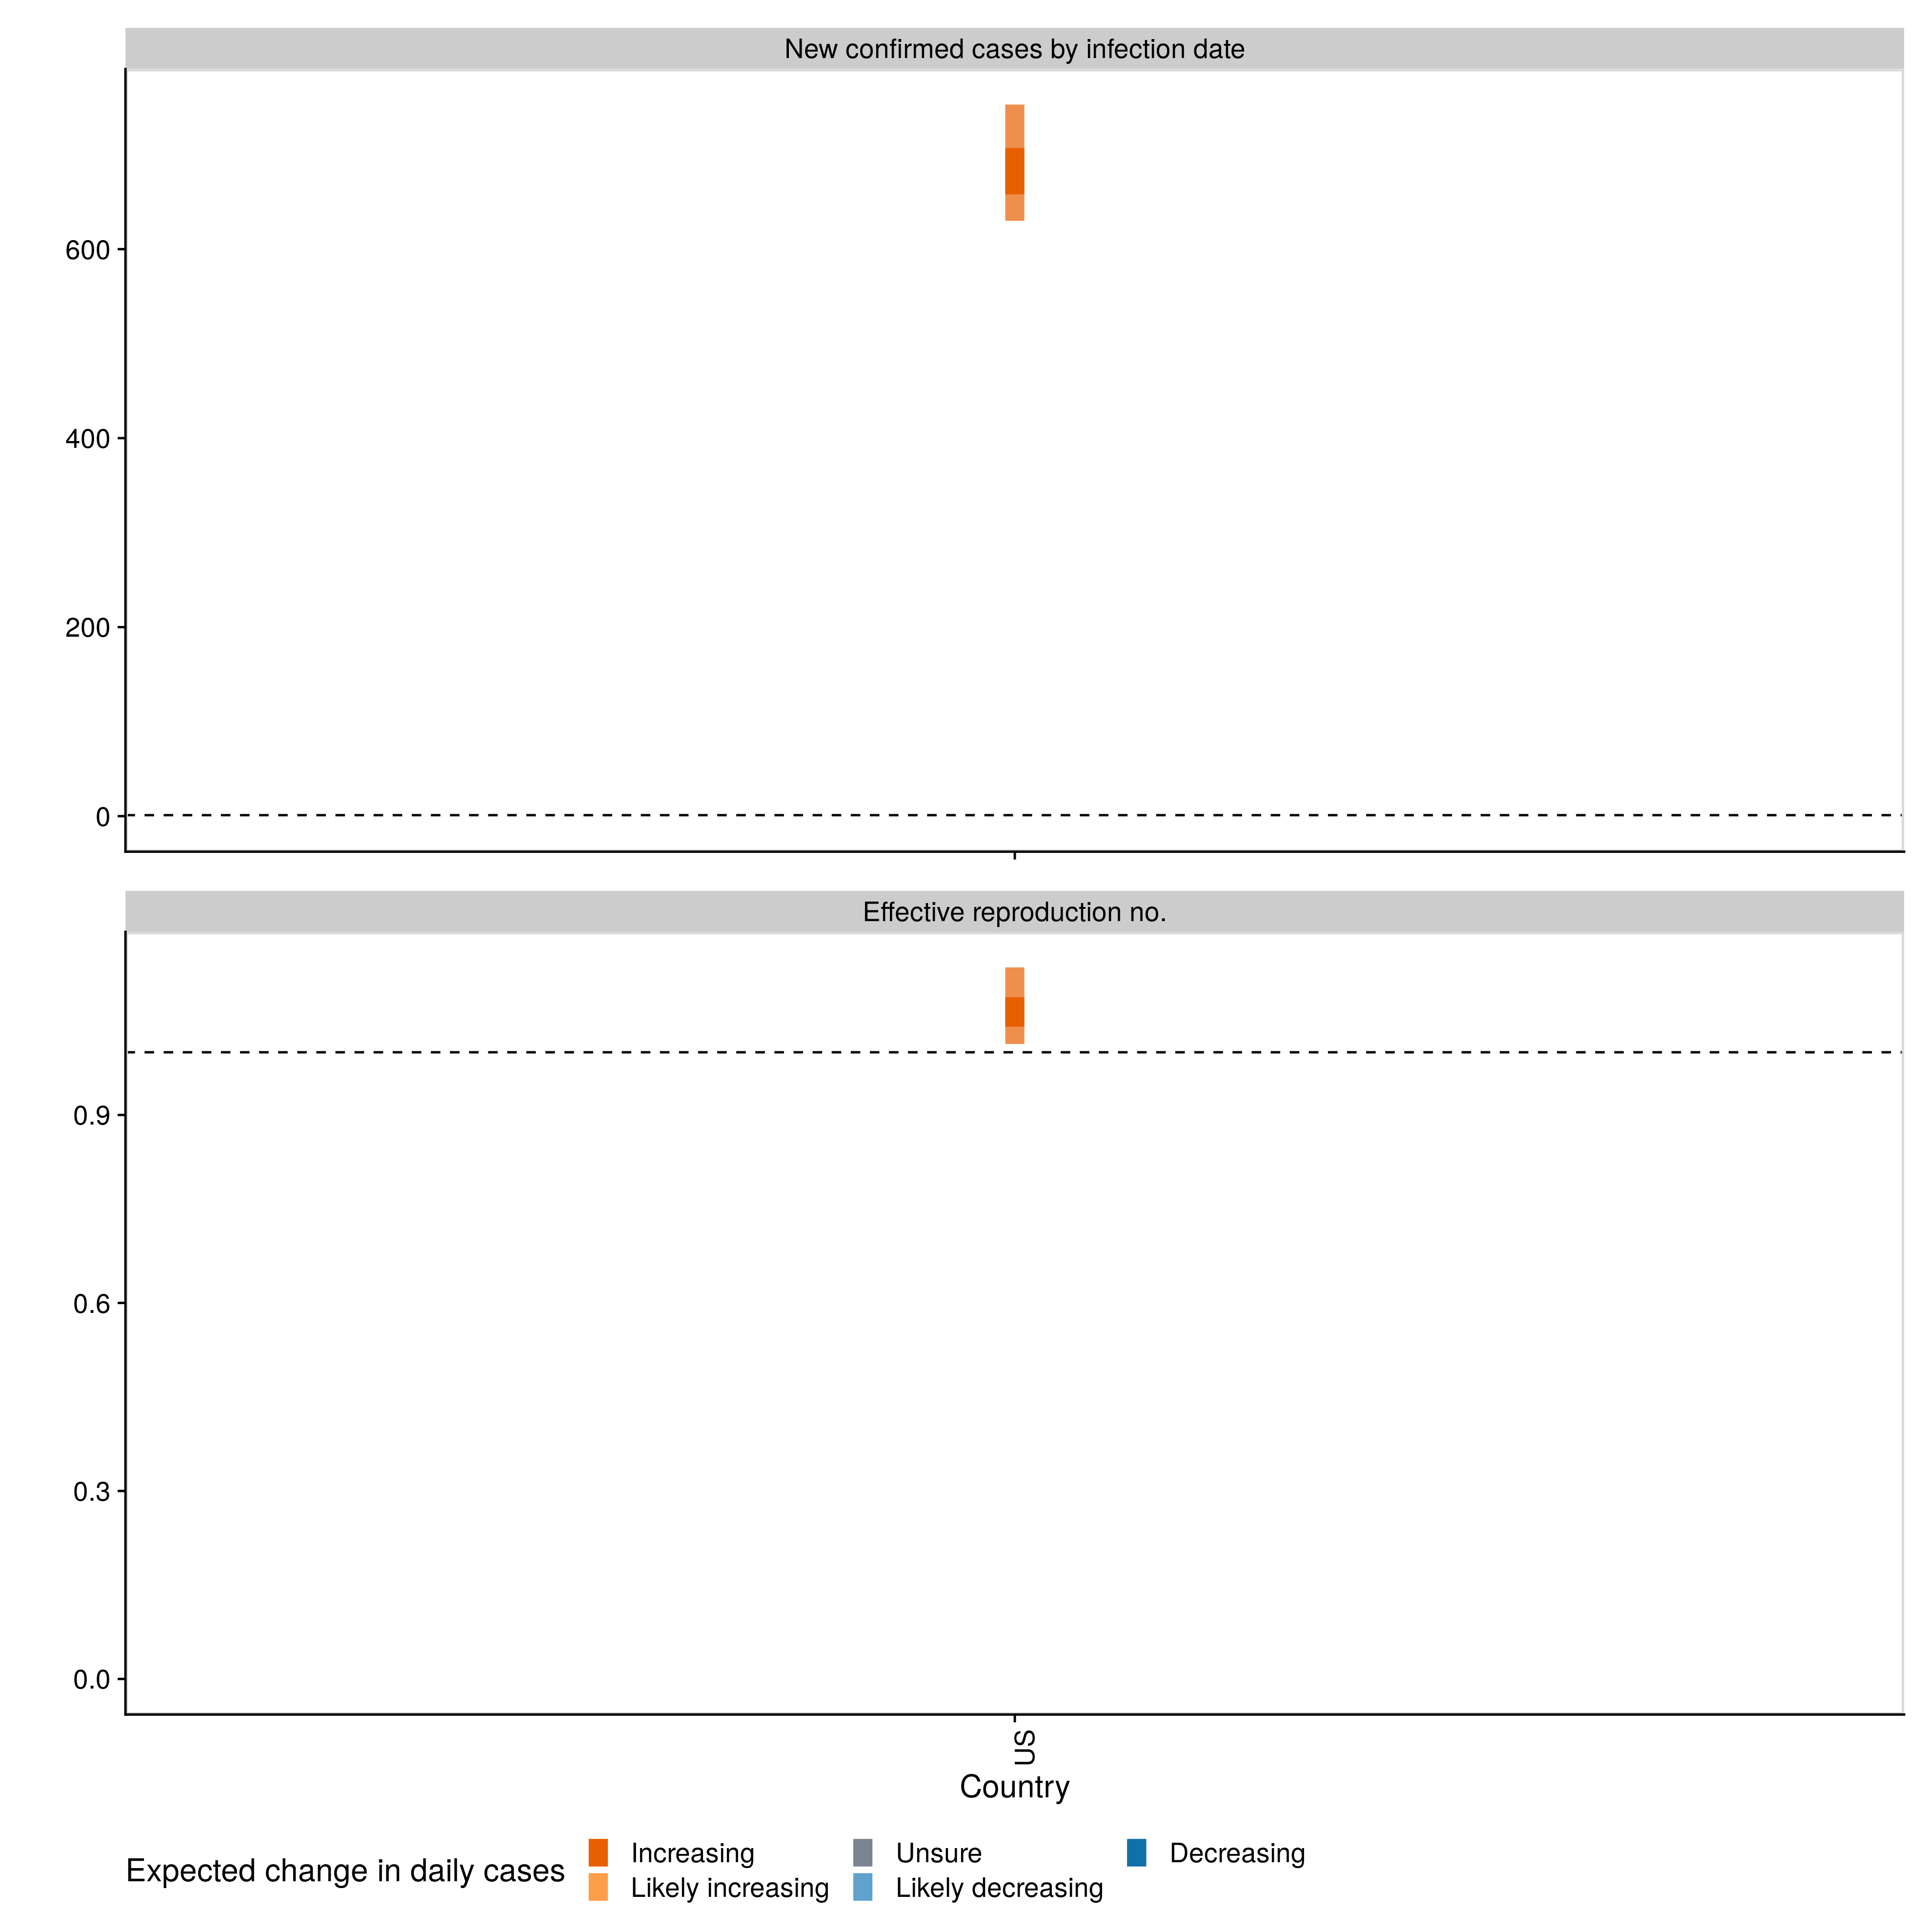 New confirmed cases by infection date
600
400
200
0
Effective reproduction no.
0.9
0.6
0.3
0.0
US
Country
Expected change in daily cases
Increasing
Unsure
Decreasing
Likely increasing
Likely decreasing